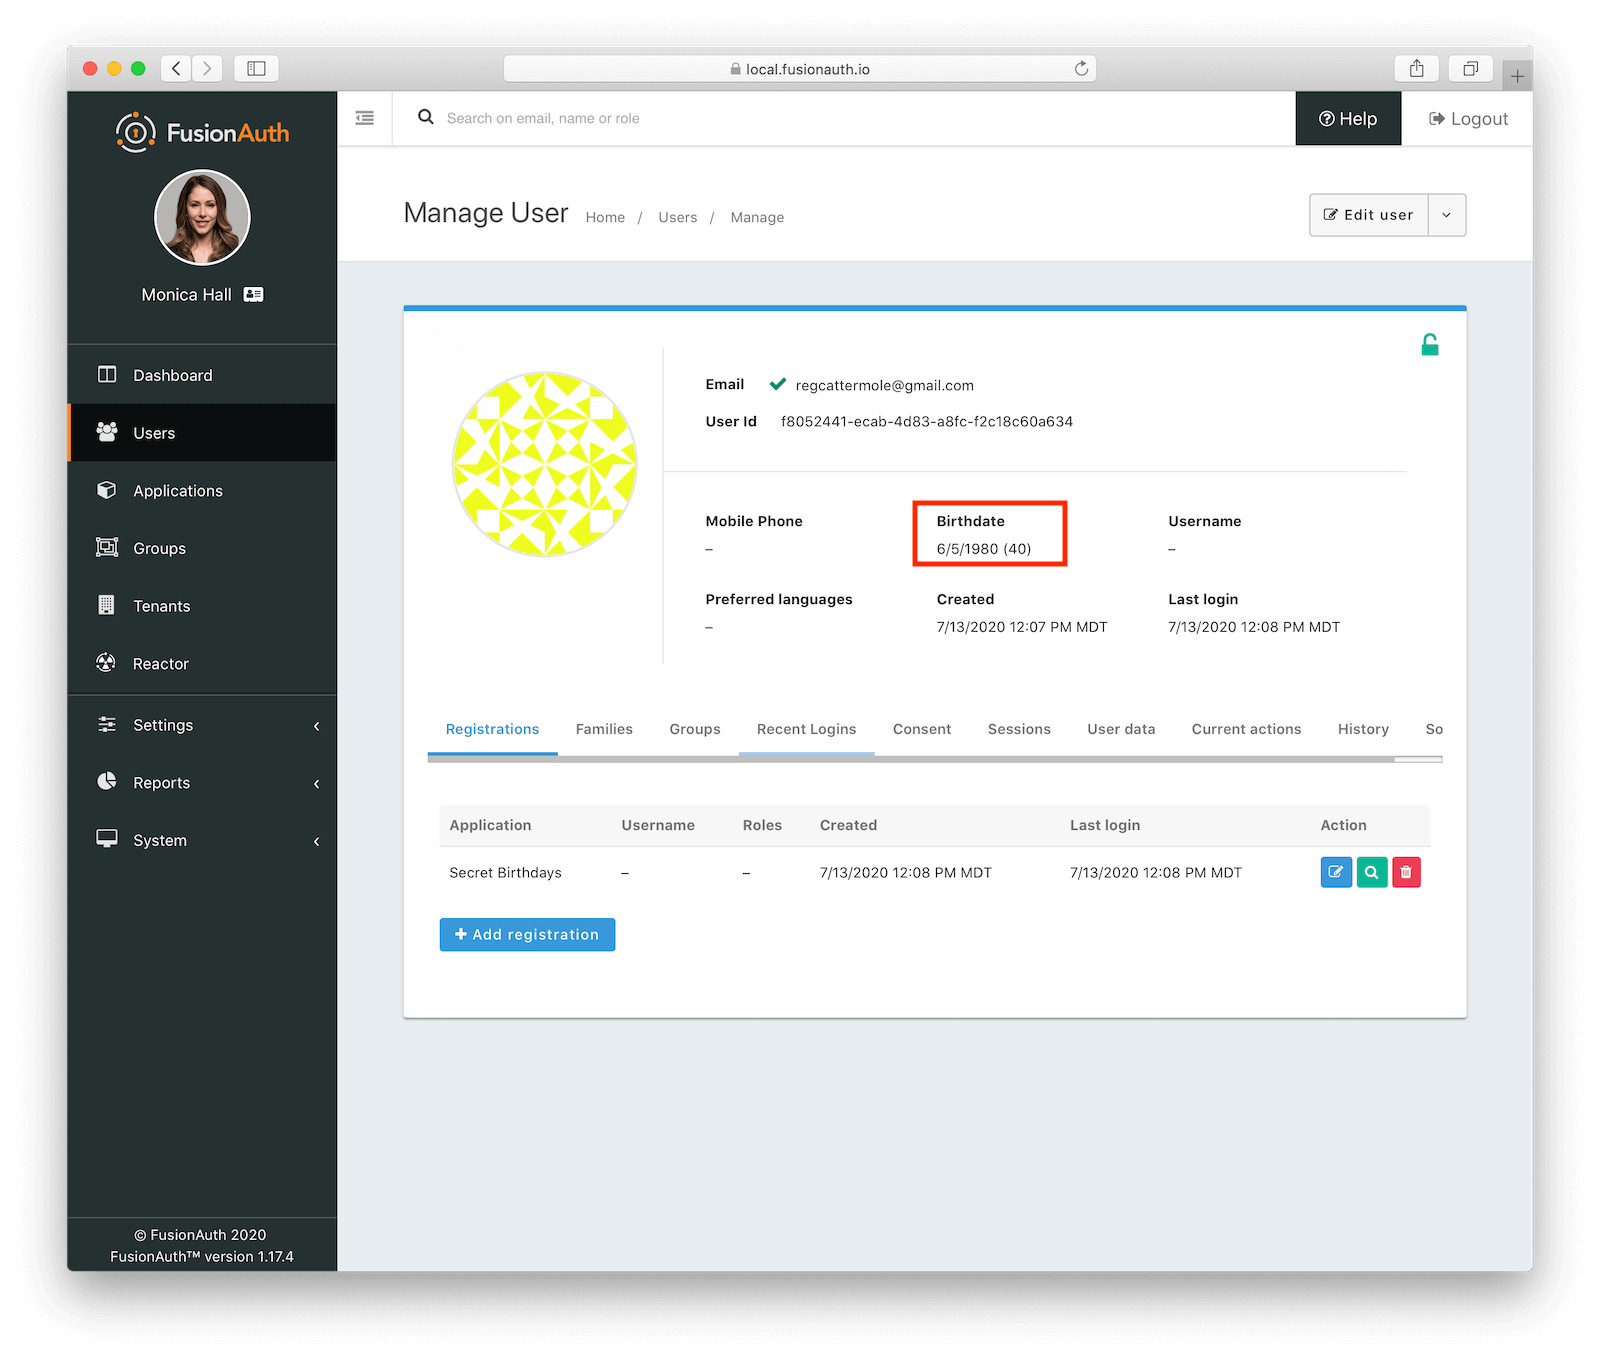 local.fusionauth.io
FusionAuth
Search on email, name or role
Help
Logout
Monica Hall
Manage User
Home / Users / Manage
Edit user
Dashboard
Users
Applications
Groups
Tenants
Reactor
Settings
Reports
System
Email regcattermole@gmail.com
User Id f8052441-ecab-4d83-a8fc-f2c18c60a634
Mobile Phone Birthdate Username
– 6/5/1980 (40) –
Preferred languages Created Last login
– 7/13/2020 12:07 PM MDT 7/13/2020 12:08 PM MDT
Registrations Families Groups Recent Logins Consent Sessions User data Current actions History So
Application Username Roles Created Last login Action
Secret Birthdays – – 7/13/2020 12:08 PM MDT 7/13/2020 12:08 PM MDT
Add registration
© FusionAuth 2020
FusionAuth™ version 1.17.4